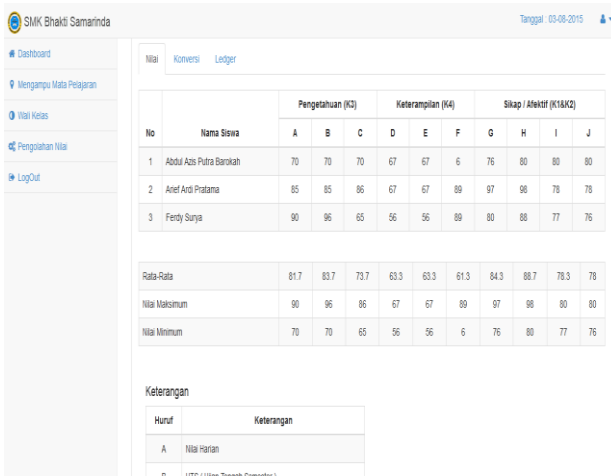 SMK Bhakti Samarinda
Tanggal : 03-08-2015
Dashboard
Mengampu Mata Pelajaran
Wali Kelas
Pengolahan Nilai
LogOut
Nilai Konversi Ledger
No Nama Siswa Pengetahuan (K3) Keterampilan (K4) Sikap / Afektif (K1&K2)
A B C D E F G H I J
1 Abdul Azis Putra Barokah 70 70 70 67 67 6 76 80 80 80
2 Arief Ardi Pratama 85 85 86 67 67 89 97 98 78 78
3 Ferdy Surya 90 96 65 56 56 89 80 88 77 76
Rata-Rata 81.7 83.7 73.7 63.3 63.3 61.3 84.3 88.7 78.3 78
Nilai Maksimum 90 96 86 67 67 89 97 98 80 80
Nilai Minimum 70 70 65 56 56 6 76 80 77 76
Keterangan
Huruf Keterangan
A Nilai Harian
B UTS ( Ujian Tengah Semester )